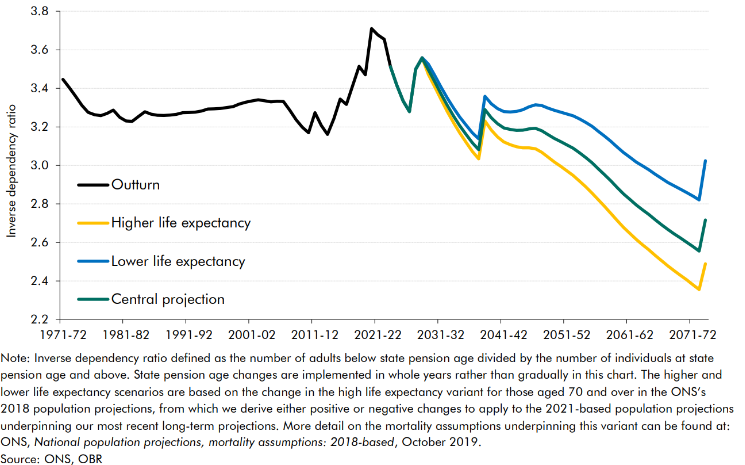 3.8
3.6
3.4
3.2
3.0
2.8
2.6
2.4
2.2
Inverse dependency ratio
Outturn
Higher life expectancy
Lower life expectancy
Central projection
1971-72 1981-82 1991-92 2001-02 2011-12 2021-22 2031-32 2041-42 2051-52 2061-62 2071-72
Note: Inverse dependency ratio defined as the number of adults below state pension age divided by the number of individuals at state
pension age and above. State pension age changes are implemented in whole years rather than gradually in this chart. The higher and
lower life expectancy scenarios are based on the change in the high life expectancy variant for those aged 70 and over in the ONS's
2018 population projections, from which we derive either positive or negative changes to apply to the 2021-based population projections
underpinning our most recent long-term projections. More detail on the mortality assumptions underpinning this variant can be found at:
ONS, National population projections, mortality assumptions: 2018-based, October 2019.
Source: ONS, OBR